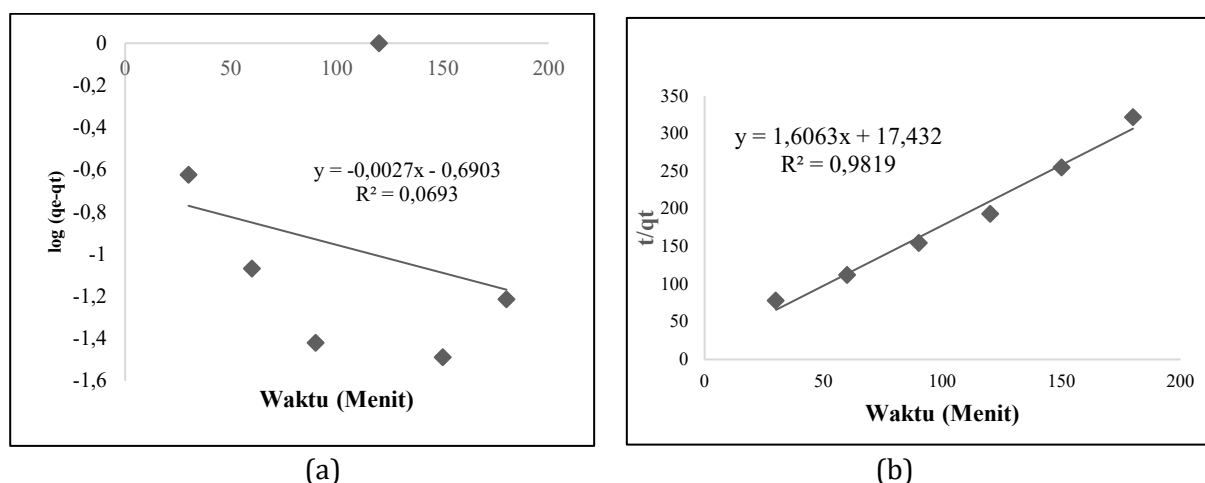 0
0
50
100
150
200
-0,2
-0,4
-0,6
-0,8
-1
-1,2
-1,4
-1,6
log (qe-qt)
y = -0,0027x - 0,6903
R² = 0,0693
Waktu (Menit)
(a)
350
300
250
200
150
100
50
0
t/qt
y = 1,6063x + 17,432
R² = 0,9819
0
50
100
150
200
Waktu (Menit)
(b)